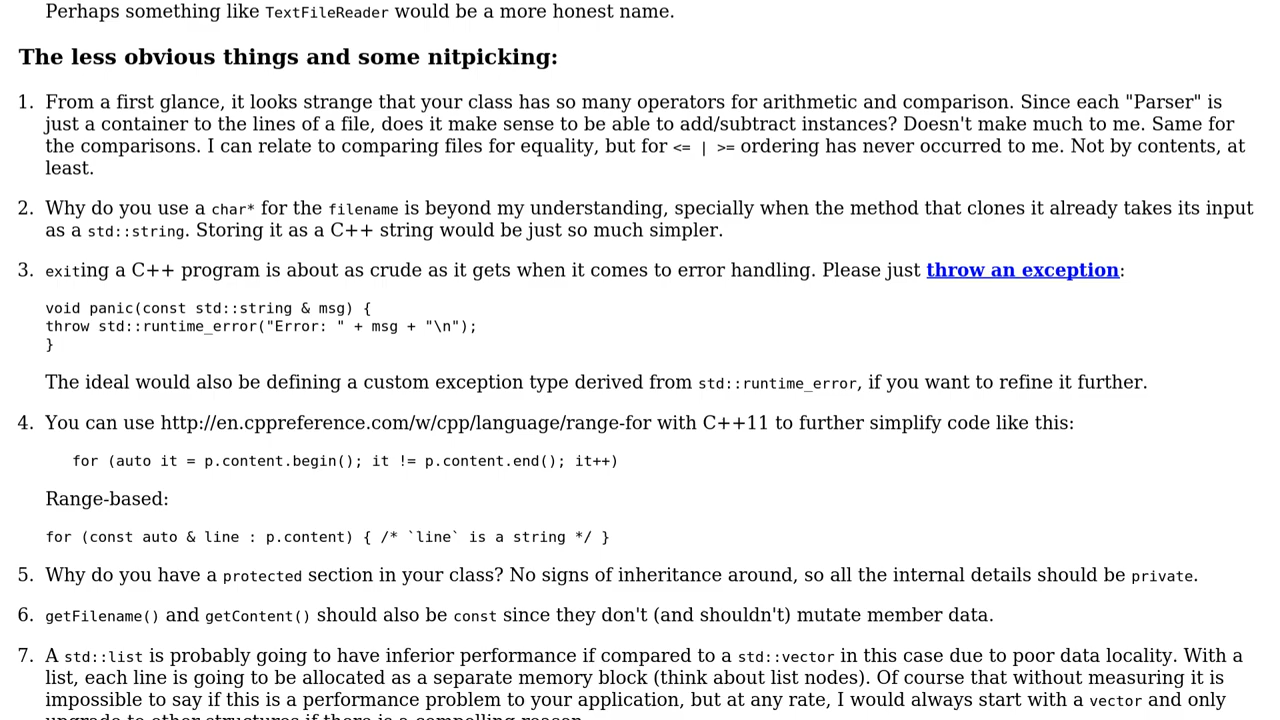 Perhaps something like TextFileReader would be a more honest name.
The less obvious things and some nitpicking:
1. From a first glance, it looks strange that your class has so many operators for arithmetic and comparison. Since each "Parser" is
just a container to the lines of a file, does it make sense to be able to add/subtract instances? Doesn't make much to me. Same for
the comparisons. I can relate to comparing files for equality, but for <= | >= ordering has never occurred to me. Not by contents, at
least.
2. Why do you use a char* for the filename is beyond my understanding, specially when the method that clones it already takes its input
as a std::string. Storing it as a C++ string would be just so much simpler.
3. exiting a C++ program is about as crude as it gets when it comes to error handling. Please just throw an exception:
void panic(const std::string & msg) {
throw std::runtime_error("Error: " + msg + "\n");
}
The ideal would also be defining a custom exception type derived from std::runtime_error, if you want to refine it further.
4. You can use http://en.cppreference.com/w/cpp/language/range-for with C++11 to further simplify code like this:
for (auto it = p.content.begin(); it != p.content.end(); it++)
Range-based:
for (const auto & line : p.content) { /* `line` is a string */ }
5. Why do you have a protected section in your class? No signs of inheritance around, so all the internal details should be private.
6. getFilename() and getContent() should also be const since they don't (and shouldn't) mutate member data.
7. A std::list is probably going to have inferior performance if compared to a std::vector in this case due to poor data locality. With a
list, each line is going to be allocated as a separate memory block (think about list nodes). Of course that without measuring it is
impossible to say if this is a performance problem to your application, but at any rate, I would always start with a vector and only
upgrade to other structures if there is a compelling reason.